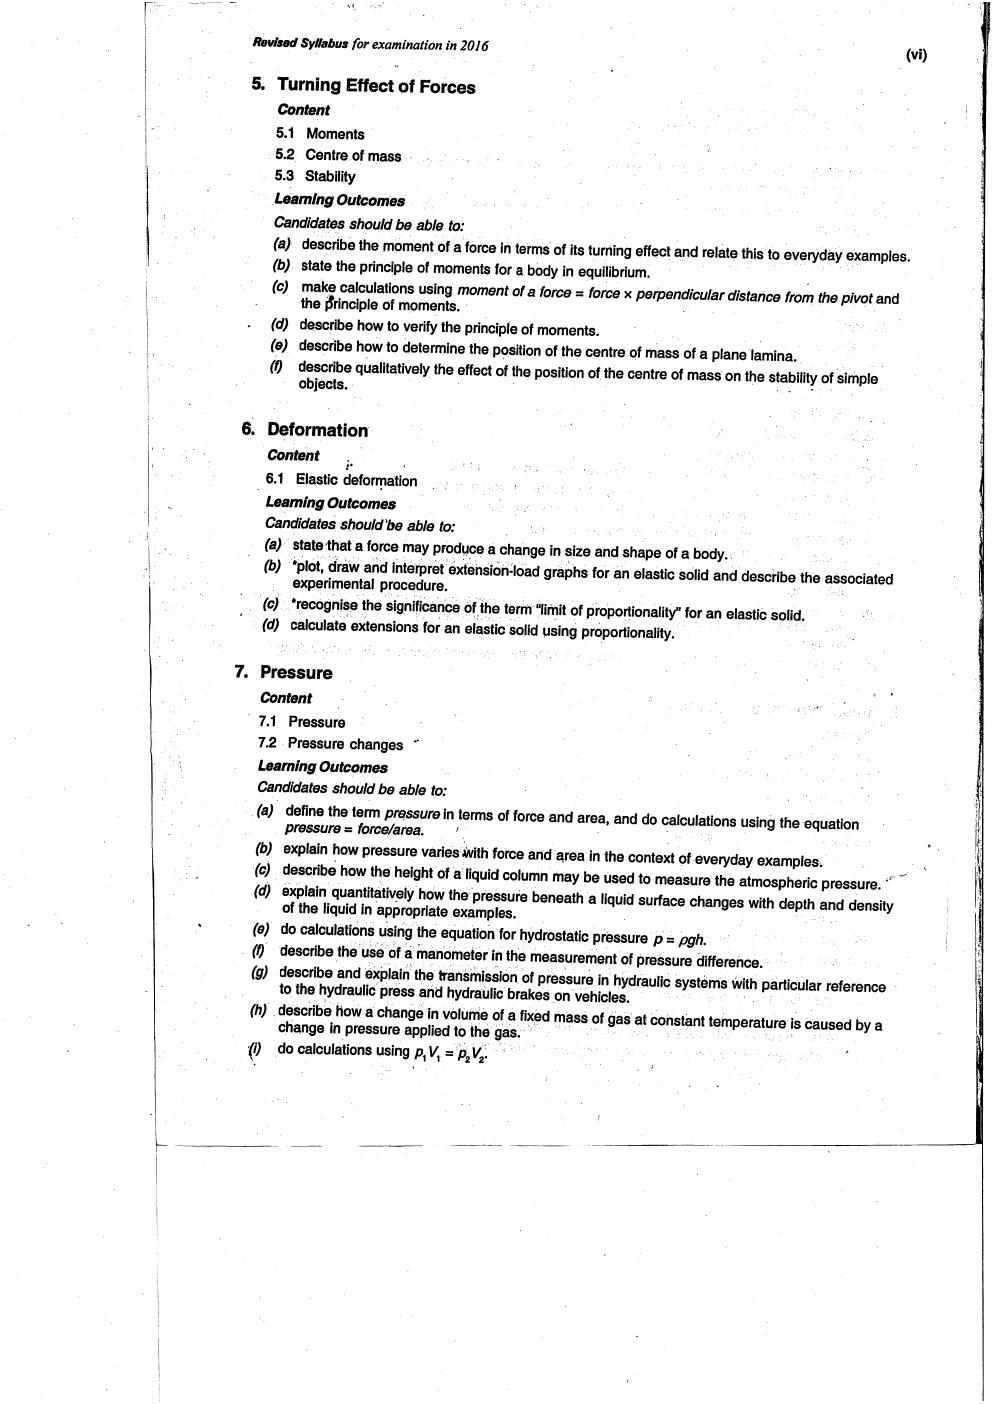 Revised Syllabus for examination in 2016
(vi)
5. Turning Effect of Forces
Content
5.1 Moments
5.2 Centre of mass
5.3 Stability
Learning Outcomes
Candidates should be able to:
(a) describe the moment of a force in terms of its turning effect and relate this to everyday examples.
(b) state the principle of moments for a body in equilibrium.
(c) make calculations using moment of a force = force x perpendicular distance from the pivot and
the principle of moments.
(d) describe how to verify the principle of moments.
(e) describe how to determine the position of the centre of mass of a plane lamina.
(f) describe qualitatively the effect of the position of the centre of mass on the stability of simple
objects.
6. Deformation
Content
6.1 Elastic deformation
Learning Outcomes
Candidates should be able to:
(a) state that a force may produce a change in size and shape of a body.
(b) *plot, draw and interpret extension-load graphs for an elastic solid and describe the associated
experimental procedure.
(c) *recognise the significance of the term "limit of proportionality" for an elastic solid.
(d) calculate extensions for an elastic solid using proportionality.
7. Pressure
Content
7.1 Pressure
7.2 Pressure changes
Learning Outcomes
Candidates should be able to:
(a) define the term pressure in terms of force and area, and do calculations using the equation
pressure = force/area.
(b) explain how pressure varies with force and area in the context of everyday examples.
(c) describe how the height of a liquid column may be used to measure the atmospheric pressure.
(d) explain quantitatively how the pressure beneath a liquid surface changes with depth and density
of the liquid in appropriate examples.
(e) do calculations using the equation for hydrostatic pressure p = ρgh.
(f) describe the use of a manometer in the measurement of pressure difference.
(g) describe and explain the transmission of pressure in hydraulic systems with particular reference
to the hydraulic press and hydraulic brakes on vehicles.
(h) describe how a change in volume of a fixed mass of gas at constant temperature is caused by a
change in pressure applied to the gas.
(i) do calculations using p₁V₁ = p₂V₂.